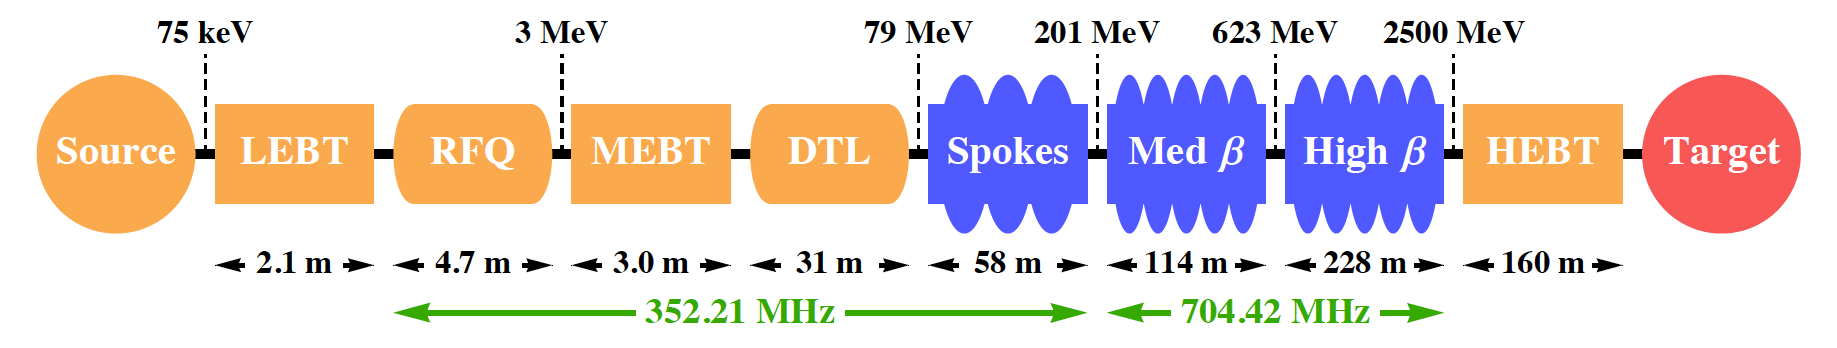 75 keV 3 MeV 79 MeV 201 MeV 623 MeV 2500 MeV
Source LEBT RFQ MEBT DTL Spokes Med β High β HEBT Target
2.1 m 4.7 m 3.0 m 31 m 58 m 114 m 228 m 160 m
352.21 MHz 704.42 MHz